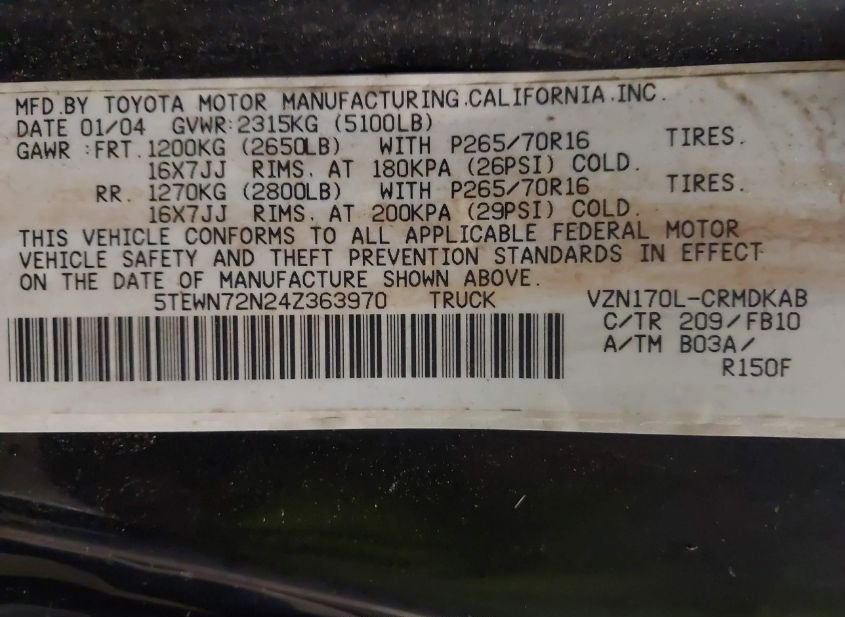 MFD.BY TOYOTA MOTOR MANUFACTURING.CALIFORNIA.INC.
DATE 01/04 GVWR:2315KG (5100LB)
GAWR :FRT. 1200KG (2650LB) WITH P265/70R16 TIRES.
16X7JJ RIMS. AT 180KPA (26PSI) COLD.
RR. 1270KG (2800LB) WITH P265/70R16 TIRES.
16X7JJ RIMS. AT 200KPA (29PSI) COLD.
THIS VEHICLE CONFORMS TO ALL APPLICABLE FEDERAL MOTOR
VEHICLE SAFETY AND THEFT PREVENTION STANDARDS IN EFFECT
ON THE DATE OF MANUFACTURE SHOWN ABOVE.
5TEWN72N24Z363970 TRUCK VZN170L-CRMDKAB
C/TR 209/FB10
A/TM B03A/
R150F